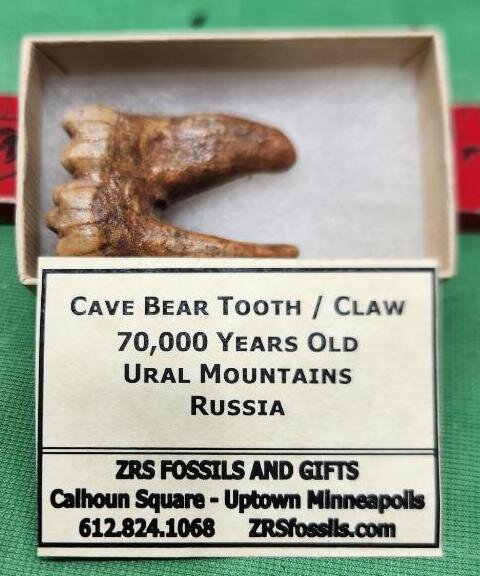 Cave Bear Tooth / Claw
70,000 Years Old
Ural Mountains
Russia
ZRS FOSSILS AND GIFTS
Calhoun Square - Uptown Minneapolis
612.824.1068 ZRSfossils.com